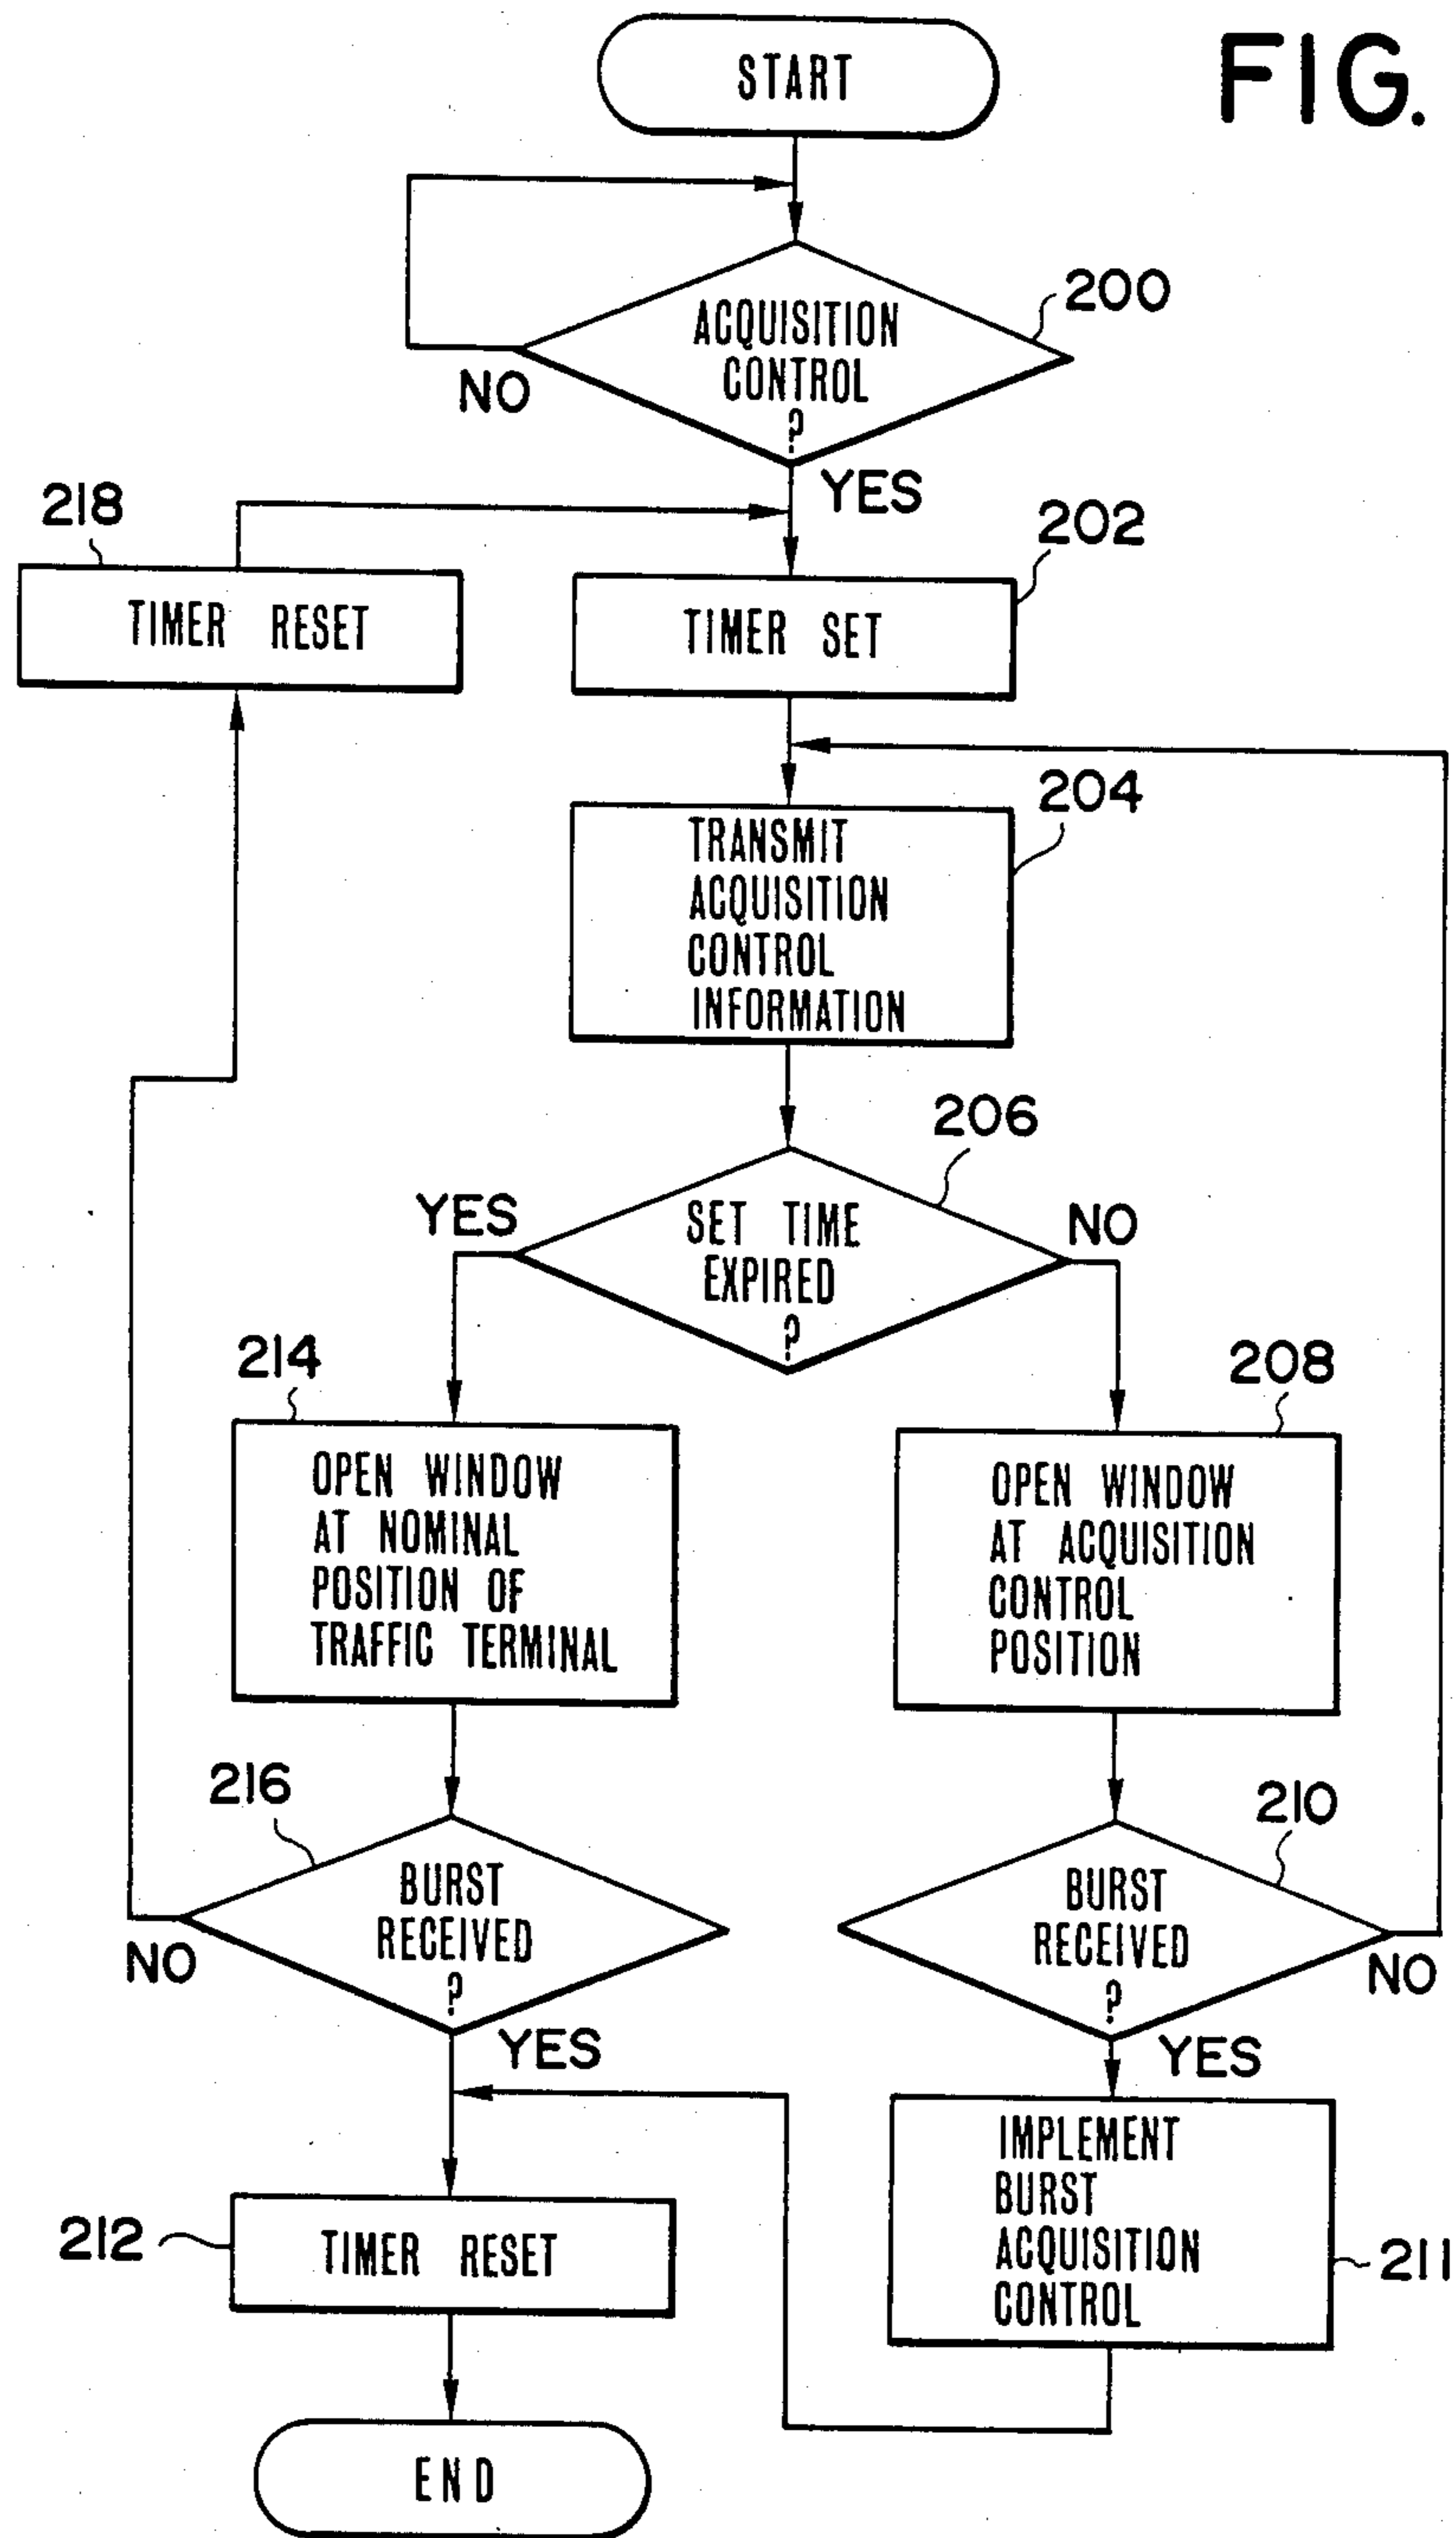 FIG.
START
ACQUISITION
CONTROL
?
200
NO
YES
218
TIMER RESET
202
TIMER SET
204
TRANSMIT
ACQUISITION
CONTROL
INFORMATION
206
SET TIME
EXPIRED
?
YES
NO
214
OPEN WINDOW
AT NOMINAL
POSITION OF
TRAFFIC TERMINAL
208
OPEN WINDOW
AT ACQUISITION
CONTROL
POSITION
216
BURST
RECEIVED
?
NO
YES
210
BURST
RECEIVED
?
NO
YES
212
TIMER RESET
IMPLEMENT
BURST
ACQUISITION
CONTROL
211
END